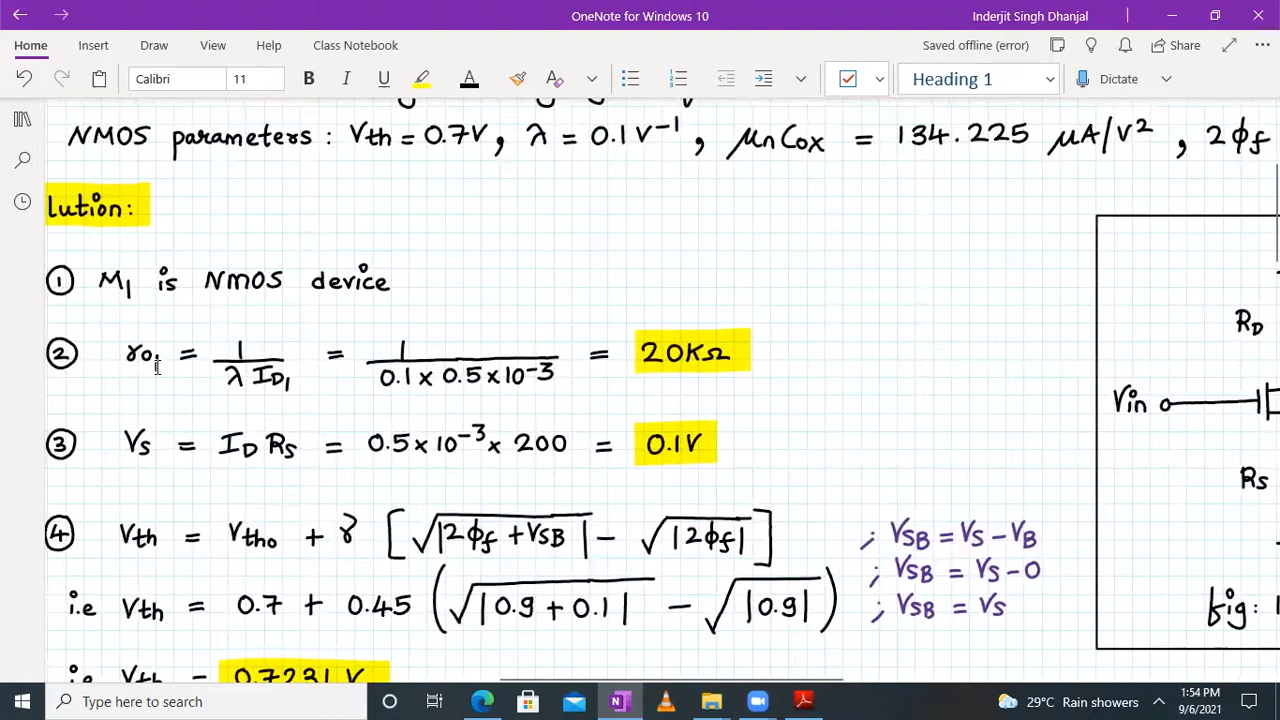 OneNote for Windows 10
Inderjit Singh Dhanjal
Home Insert Draw View Help Class Notebook
Saved offline (error)
Share
Calibri 11 B I U A Heading 1 Dictate
NMOS parameters : Vth = 0.7V, λ = 0.1 V⁻¹, μnCox = 134.225 μA/V², 2φf
lution:
① M₁ is NMOS device
② ro₁ = 1/(λ ID₁) = 1/(0.1 x 0.5 x 10⁻³) = 20KΩ
③ Vs = ID Rs = 0.5 x 10⁻³ x 200 = 0.1V
④ Vth = Vtho + γ [√|2φf + VSB| − √|2φf|] ; VSB = Vs − VB
; VSB = Vs − 0
i.e Vth = 0.7 + 0.45 (√|0.9 + 0.1| − √|0.9|) ; VSB = Vs
i.e Vth = 0.7231 V
RD
Vin
Rs
fig: 1
Type here to search
29°C Rain showers
1:54 PM
9/6/2021